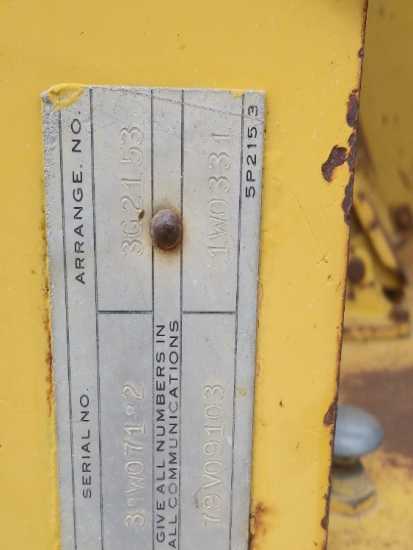 ARRANGE. NO.
3G2153
1W0331
5P2153
SERIAL NO.
79V09103
GIVE ALL NUMBERS IN
ALL COMMUNICATIONS